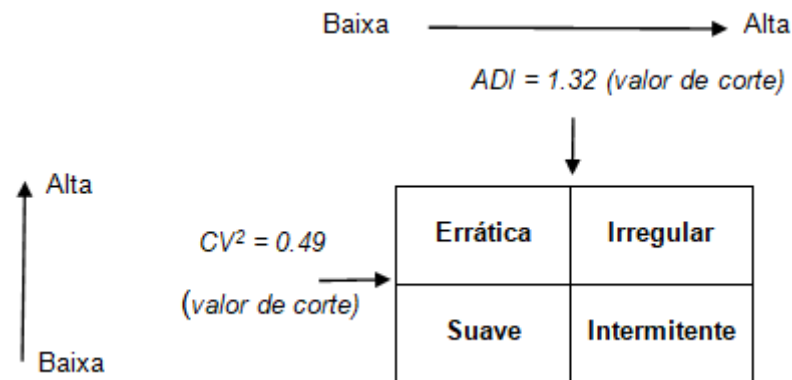 Baixa Alta
ADI = 1.32 (valor de corte)
Alta
CV² = 0.49
(valor de corte)
Errática Irregular
Suave Intermitente
Baixa